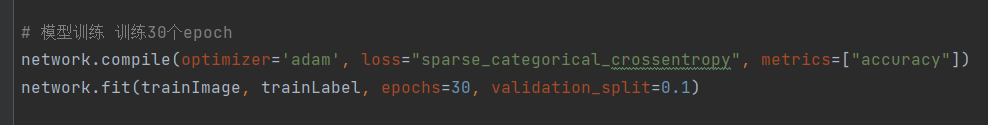 # 模型训练 训练30个epoch
network.compile(optimizer='adam', loss="sparse_categorical_crossentropy", metrics=["accuracy"])
network.fit(trainImage, trainLabel, epochs=30, validation_split=0.1)